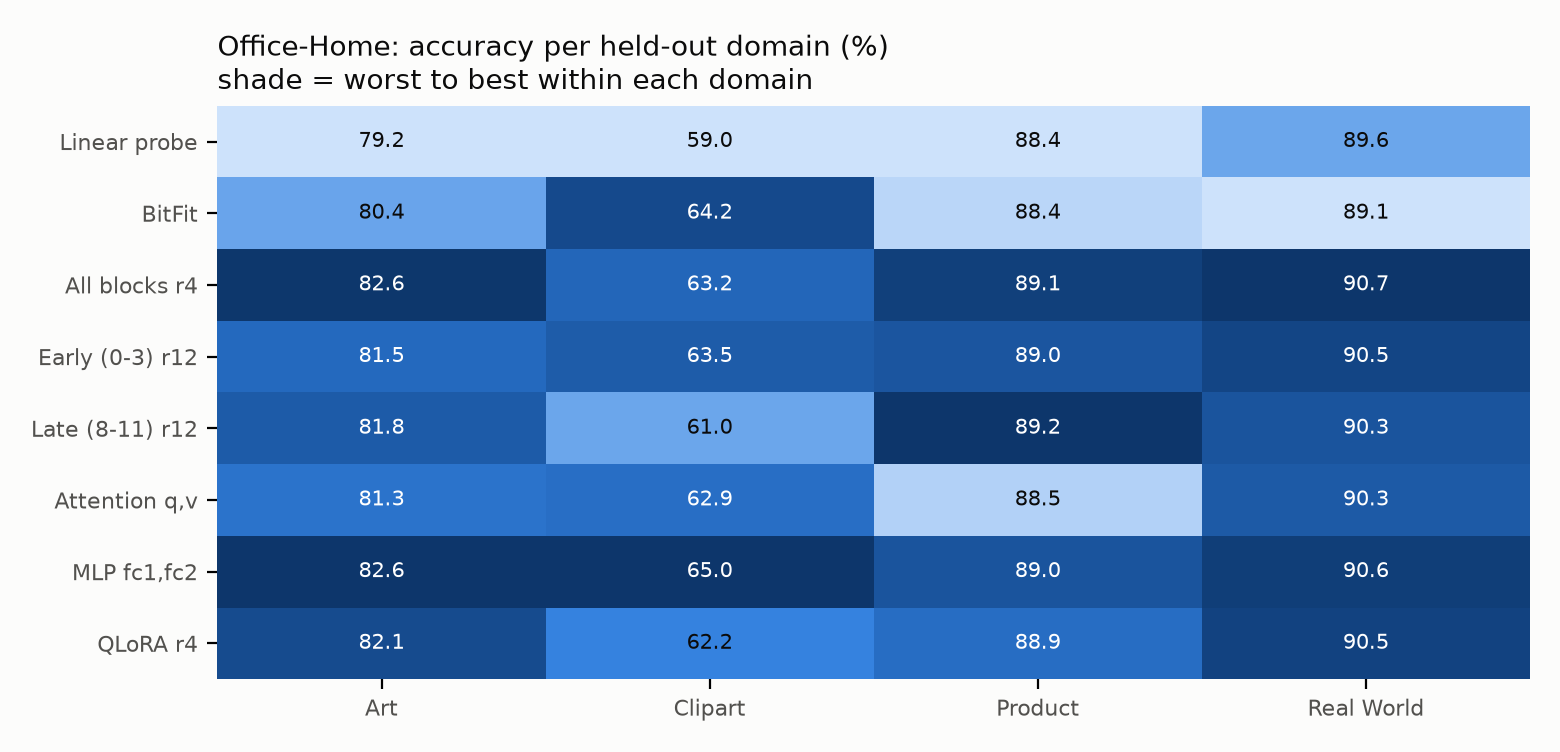 Office-Home: accuracy per held-out domain (%)
shade = worst to best within each domain
Linear probe 79.2 59.0 88.4 89.6
BitFit 80.4 64.2 88.4 89.1
All blocks r4 82.6 63.2 89.1 90.7
Early (0-3) r12 81.5 63.5 89.0 90.5
Late (8-11) r12 81.8 61.0 89.2 90.3
Attention q,v 81.3 62.9 88.5 90.3
MLP fc1,fc2 82.6 65.0 89.0 90.6
QLoRA r4 82.1 62.2 88.9 90.5
Art Clipart Product Real World